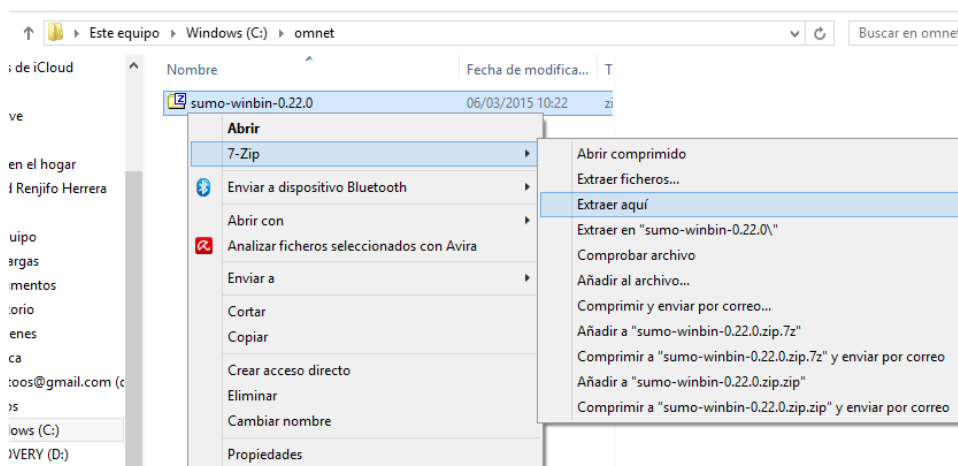 Este equipo Windows (C:) omnet Buscar en omnet
s de iCloud
ve
en el hogar
d Renjifo Herrera
uipo
argas
umentos
torio
enes
ca
toos@gmail.com (c
os
lows (C:)
OVERY (D:)
Nombre Fecha de modifica... T
sumo-winbin-0.22.0 06/03/2015 10:22 zi
Abrir
7-Zip
Enviar a dispositivo Bluetooth
Abrir con
Analizar ficheros seleccionados con Avira
Enviar a
Cortar
Copiar
Crear acceso directo
Eliminar
Cambiar nombre
Propiedades
Abrir comprimido
Extraer ficheros...
Extraer aquí
Extraer en "sumo-winbin-0.22.0\"
Comprobar archivo
Añadir al archivo...
Comprimir y enviar por correo...
Añadir a "sumo-winbin-0.22.0.zip.7z"
Comprimir a "sumo-winbin-0.22.0.zip.7z" y enviar por correo
Añadir a "sumo-winbin-0.22.0.zip.zip"
Comprimir a "sumo-winbin-0.22.0.zip.zip" y enviar por correo